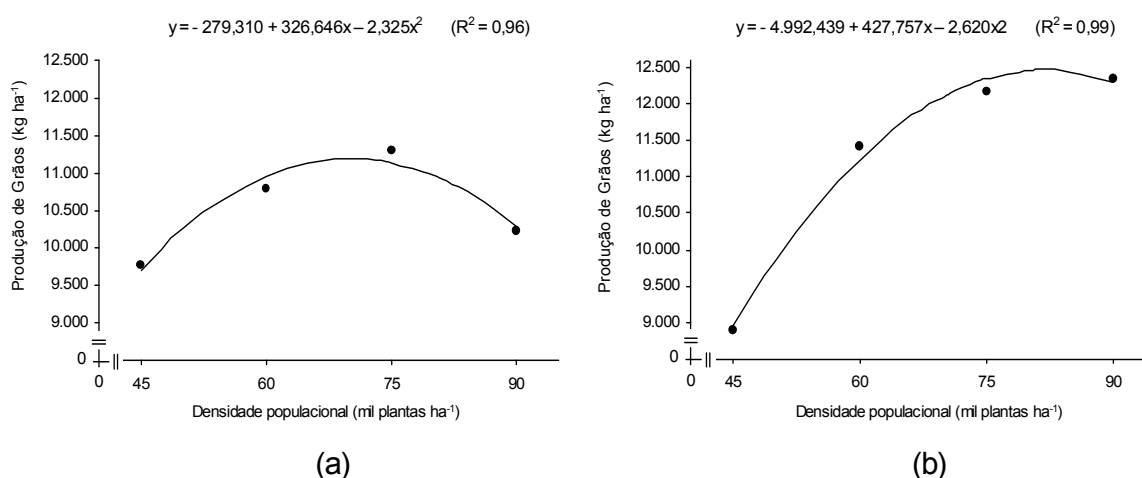 y = - 279,310 + 326,646x – 2,325x² (R² = 0,96)
Produção de Grãos (kg ha⁻¹)
12.500
12.000
11.500
11.000
10.500
10.000
9.500
9.000
0
0 45 60 75 90
Densidade populacional (mil plantas ha⁻¹)
(a)
y = - 4.992,439 + 427,757x – 2,620x2 (R² = 0,99)
Produção de Grãos (kg ha⁻¹)
12.500
12.000
11.500
11.000
10.500
10.000
9.500
9.000
0
0 45 60 75 90
Densidade populacional (mil plantas ha⁻¹)
(b)